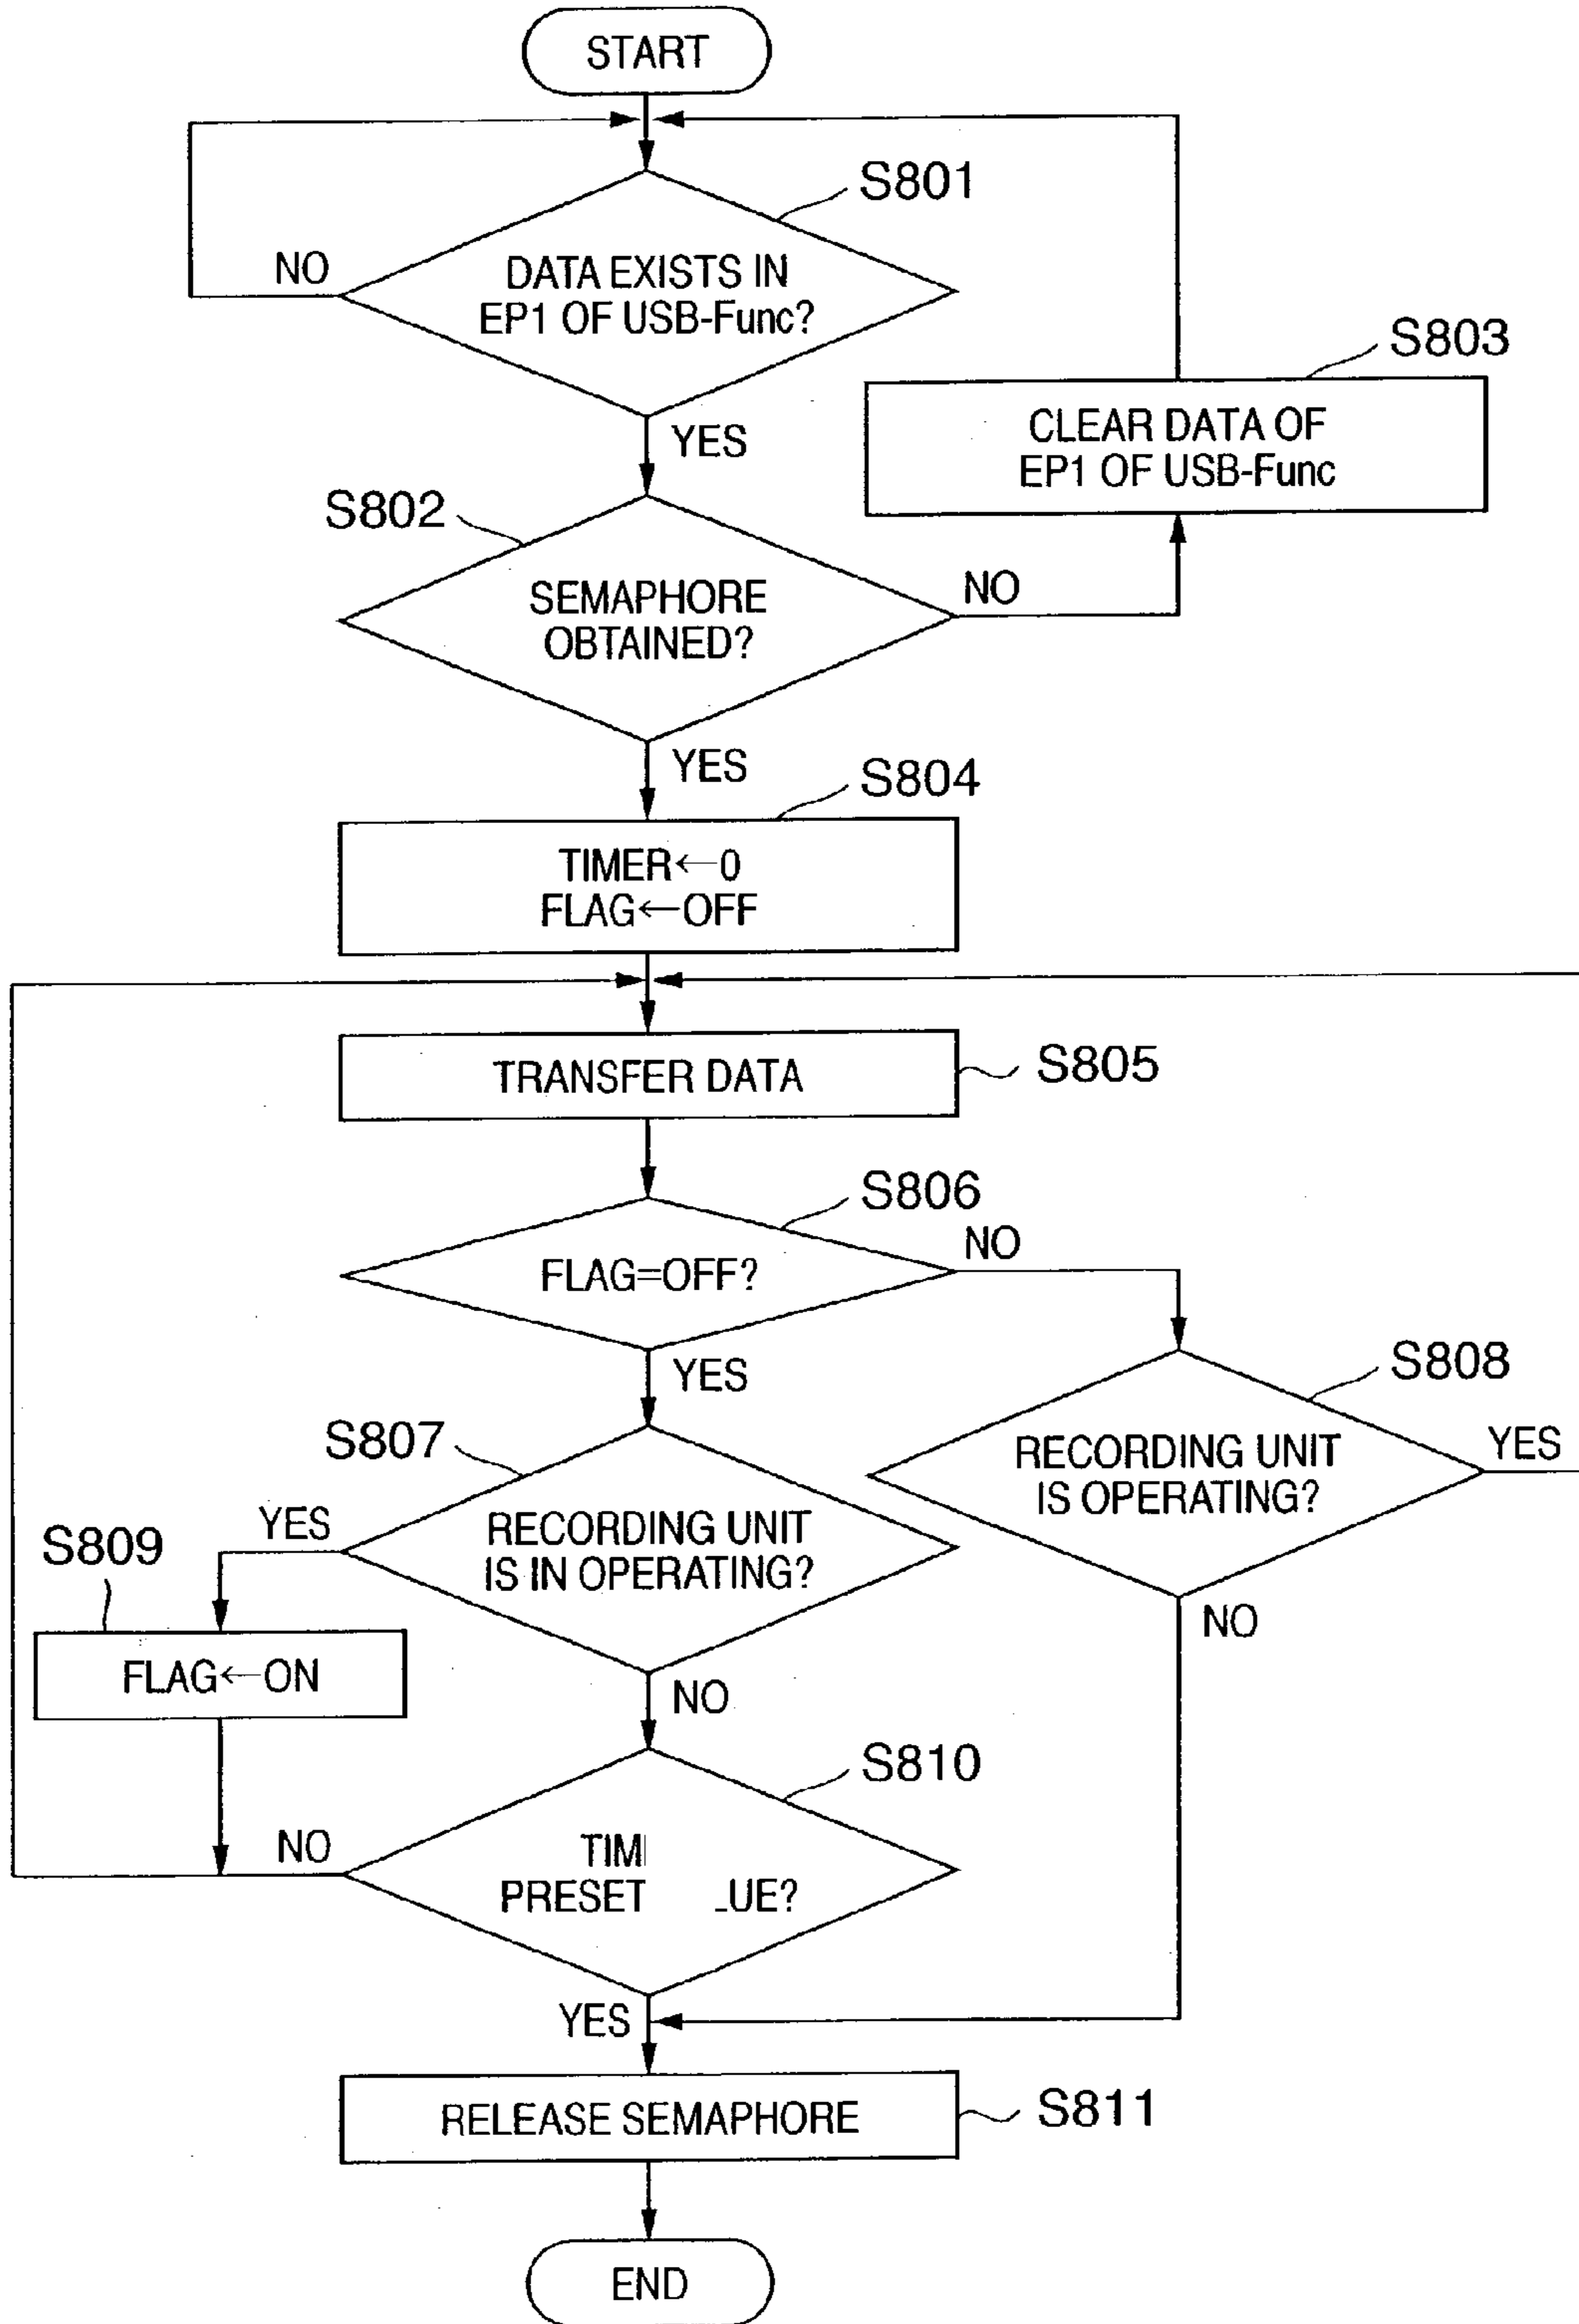 START
S801
DATA EXISTS IN
EP1 OF USB-Func?
NO
YES
S803
CLEAR DATA OF
EP1 OF USB-Func
S802
SEMAPHORE
OBTAINED?
NO
YES
S804
TIMER←0
FLAG←OFF
TRANSFER DATA
S805
S806
FLAG=OFF?
NO
YES
S808
RECORDING UNIT
IS OPERATING?
YES
NO
S807
RECORDING UNIT
IS IN OPERATING?
YES
NO
S809
FLAG←ON
S810
PRESET
NO
YES
RELEASE SEMAPHORE
S811
END